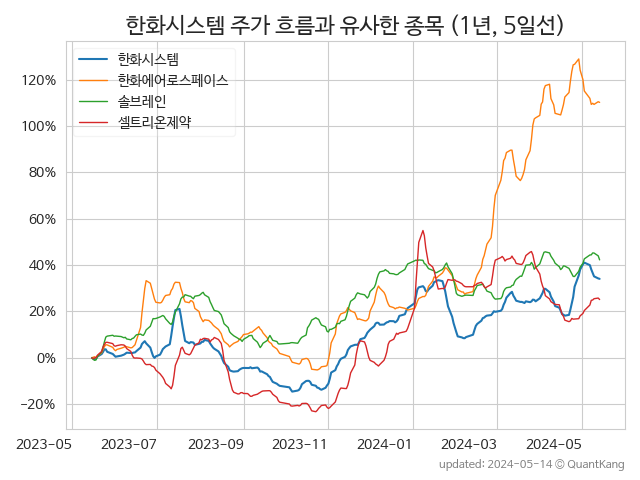 한화시스템 주가 흐름과 유사한 종목 (1년, 5일선)
한화시스템
한화에어로스페이스
솔브레인
셀트리온제약
120%
100%
80%
60%
40%
20%
0%
−20%
2023-05 2023-07 2023-09 2023-11 2024-01 2024-03 2024-05
updated: 2024-05-14 © QuantKang